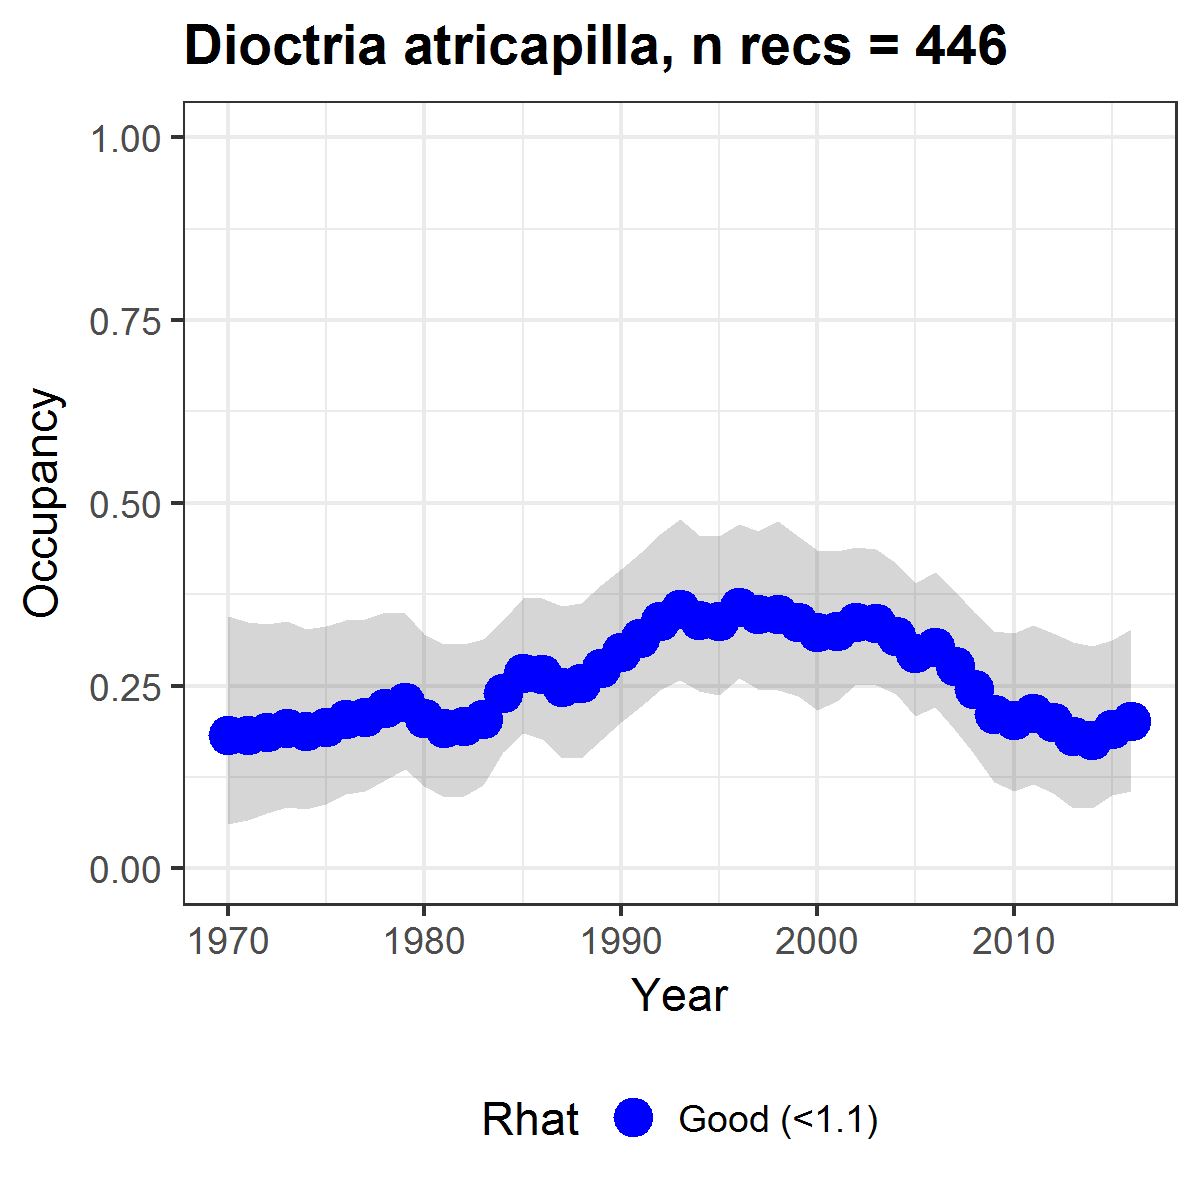 Dioctria atricapilla, n recs = 446
1.00
0.75
0.50
0.25
0.00
Occupancy
1970 1980 1990 2000 2010
Year
Rhat Good (<1.1)